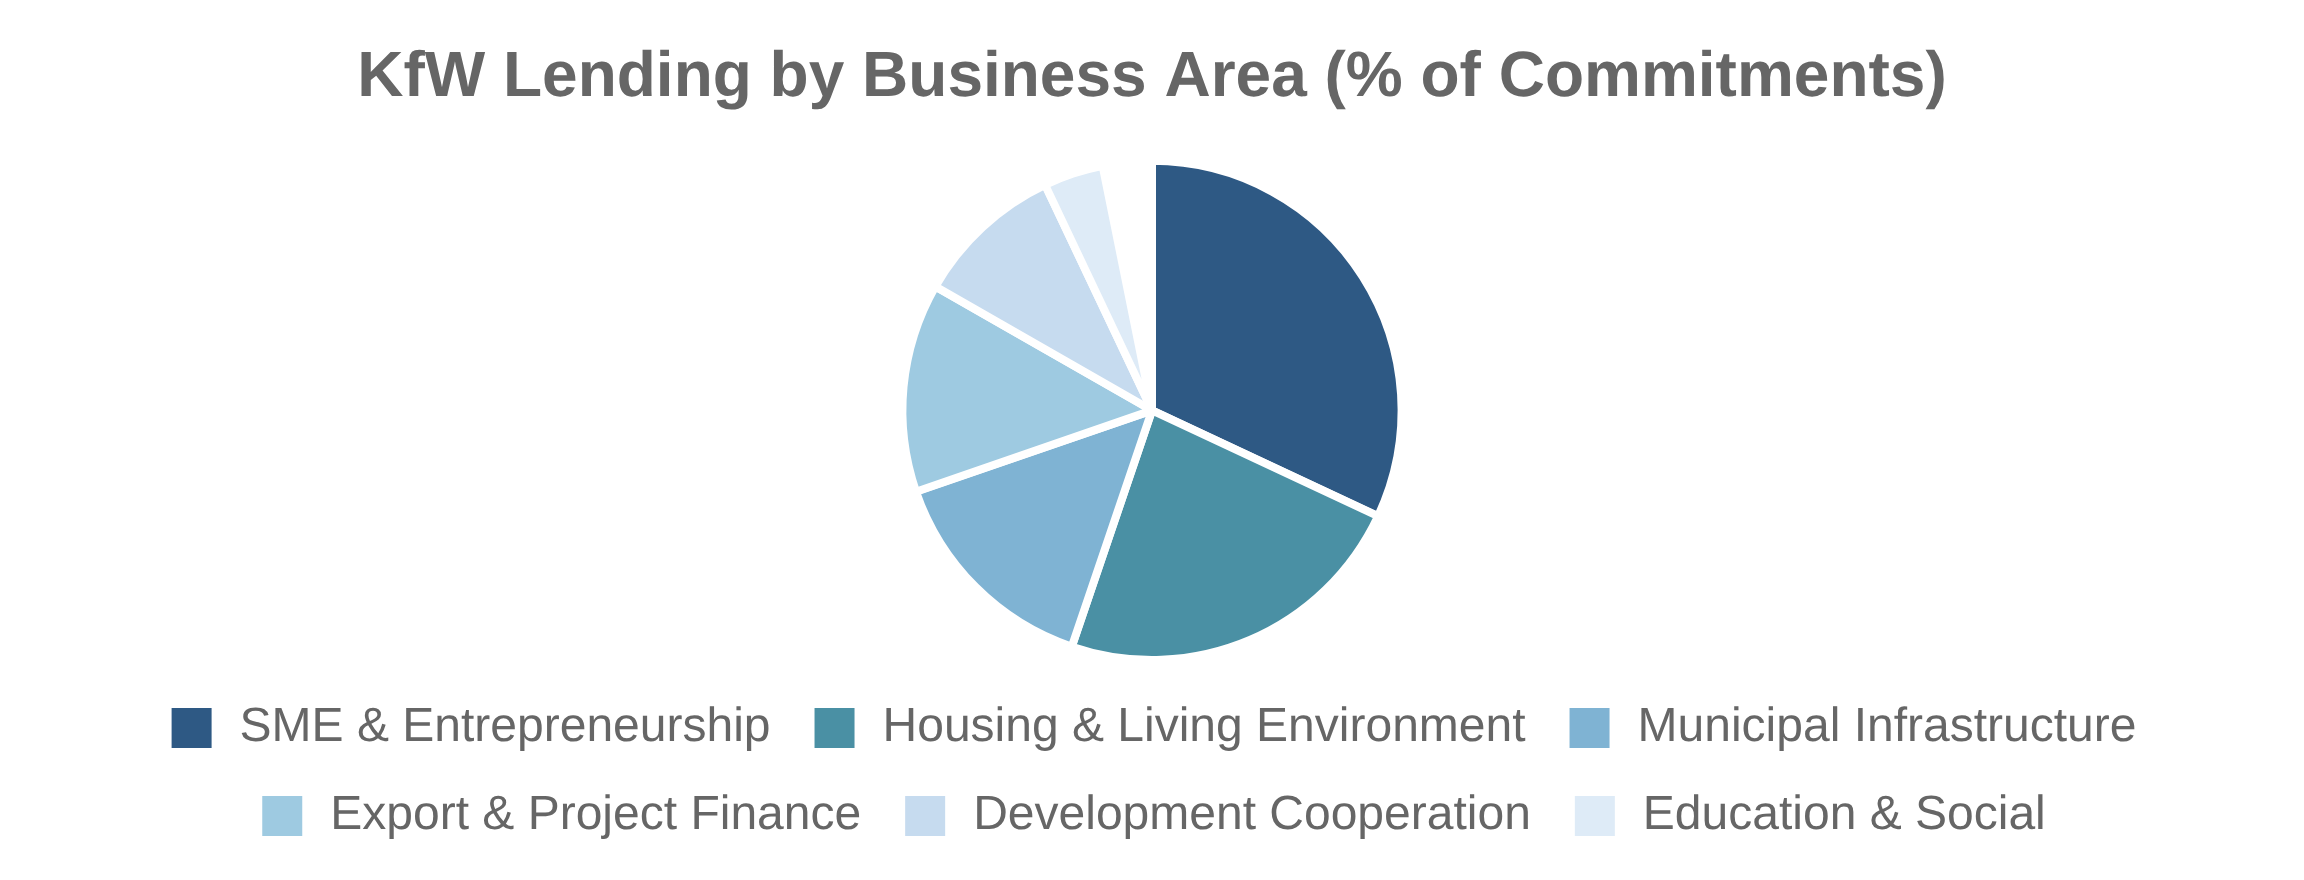 KfW Lending by Business Area (% of Commitments)
SME & Entrepreneurship Housing & Living Environment Municipal Infrastructure
Export & Project Finance Development Cooperation Education & Social